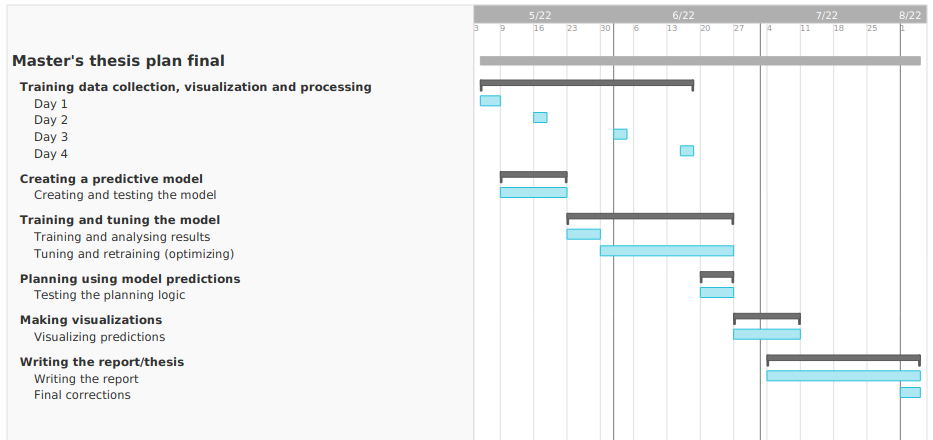 5/22 6/22 7/22 8/22
3 9 16 23 30 6 13 20 27 4 11 18 25 1
Master's thesis plan final
Training data collection, visualization and processing
Day 1
Day 2
Day 3
Day 4
Creating a predictive model
Creating and testing the model
Training and tuning the model
Training and analysing results
Tuning and retraining (optimizing)
Planning using model predictions
Testing the planning logic
Making visualizations
Visualizing predictions
Writing the report/thesis
Writing the report
Final corrections